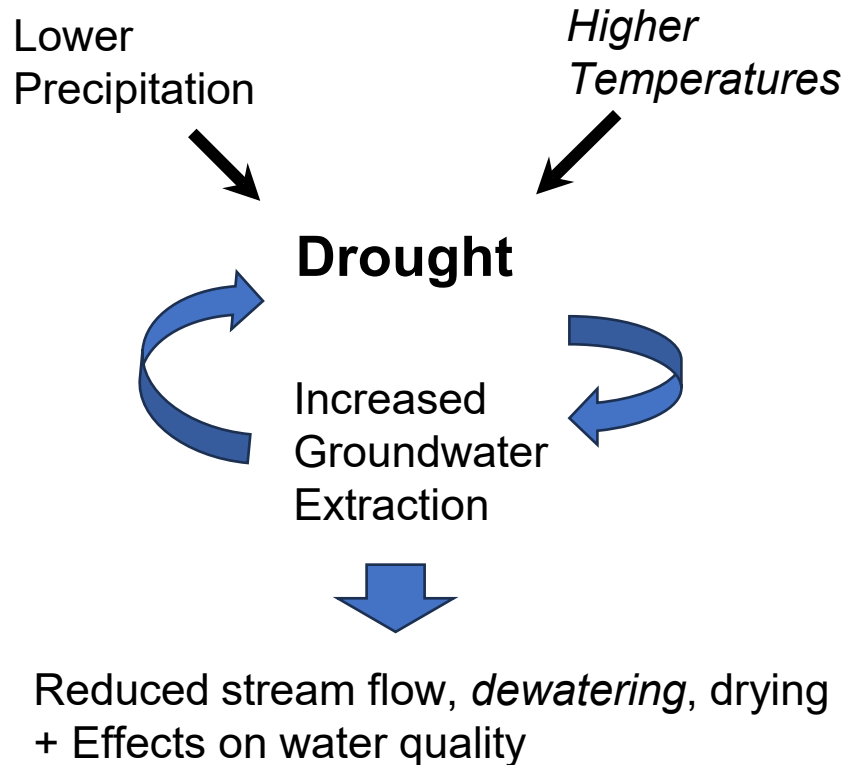 Lower
Precipitation
Higher
Temperatures
Drought
Increased
Groundwater
Extraction
Reduced stream flow, dewatering, drying
+ Effects on water quality